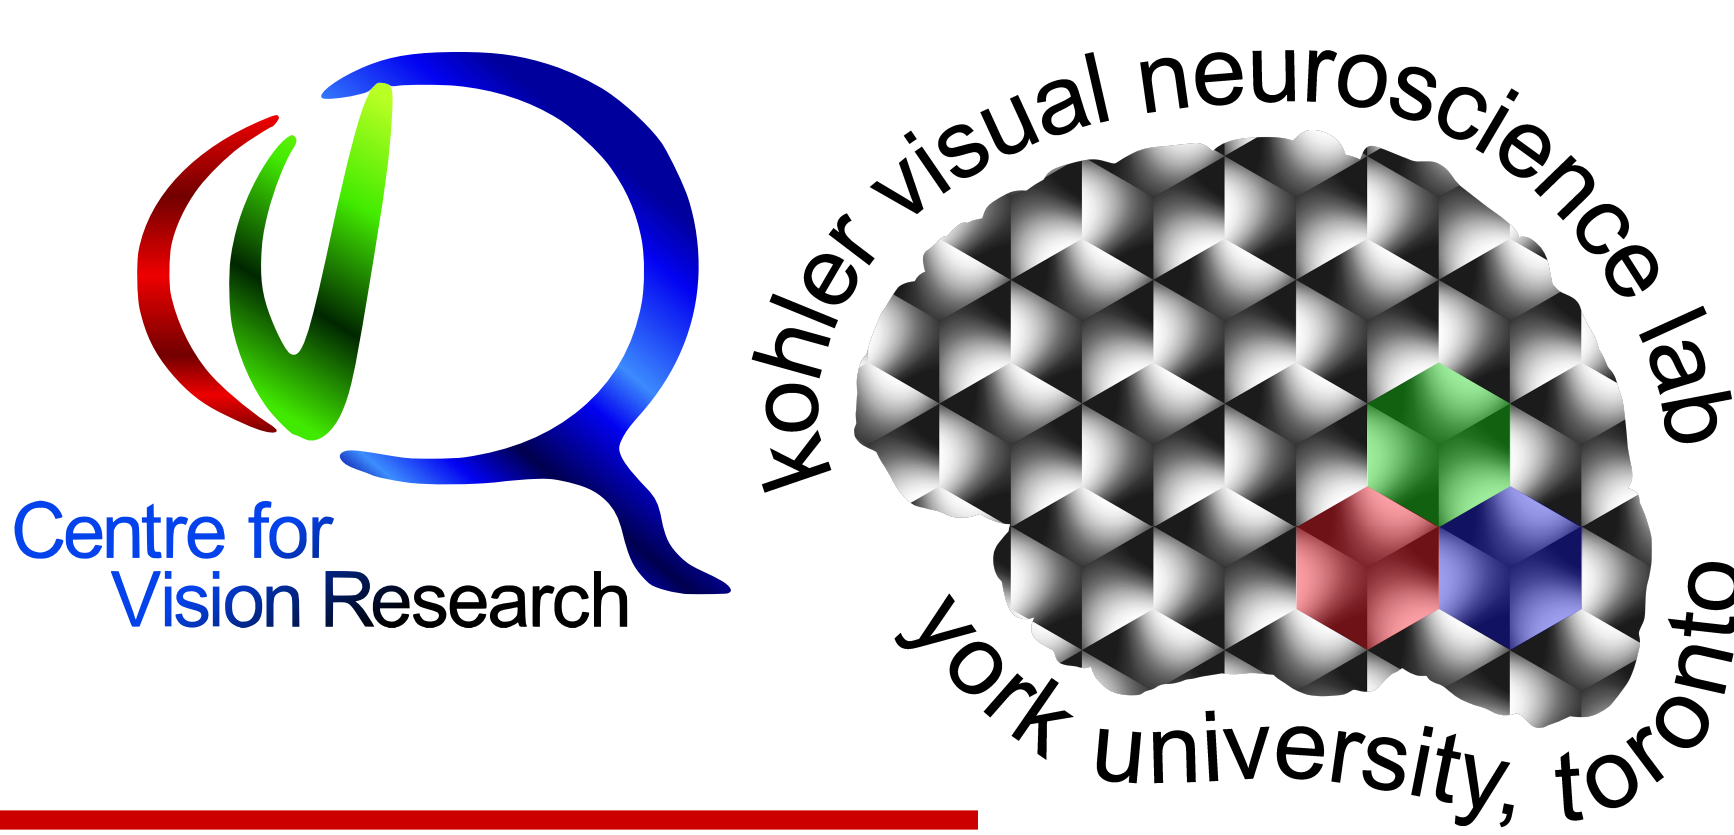 Centre for
Vision Research
kohler visual neuroscience lab
york university, toronto